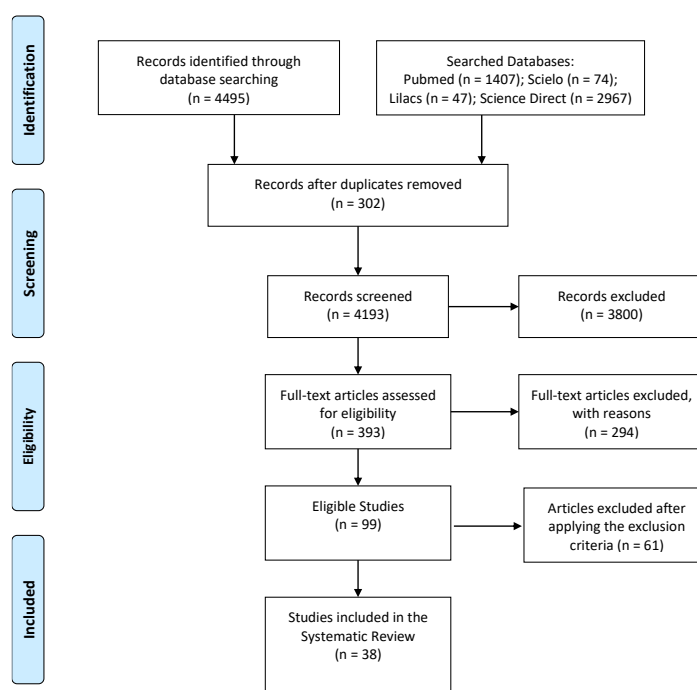 Identification
Records identified through
database searching
(n = 4495)
Searched Databases:
Pubmed (n = 1407); Scielo (n = 74);
Lilacs (n = 47); Science Direct (n = 2967)
Records after duplicates removed
(n = 302)
Screening
Records screened
(n = 4193)
Records excluded
(n = 3800)
Eligibility
Full-text articles assessed
for eligibility
(n = 393)
Full-text articles excluded,
with reasons
(n = 294)
Eligible Studies
(n = 99)
Articles excluded after
applying the exclusion
criteria (n = 61)
Included
Studies included in the
Systematic Review
(n = 38)